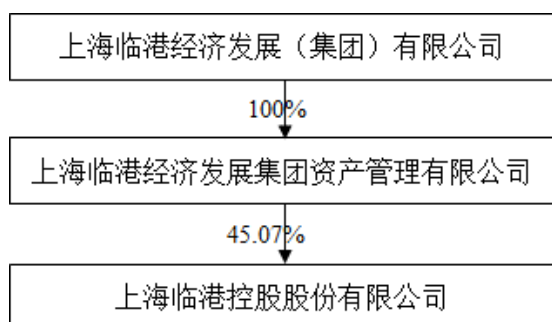 上海临港经济发展（集团）有限公司
100%
上海临港经济发展集团资产管理有限公司
45.07%
上海临港控股股份有限公司